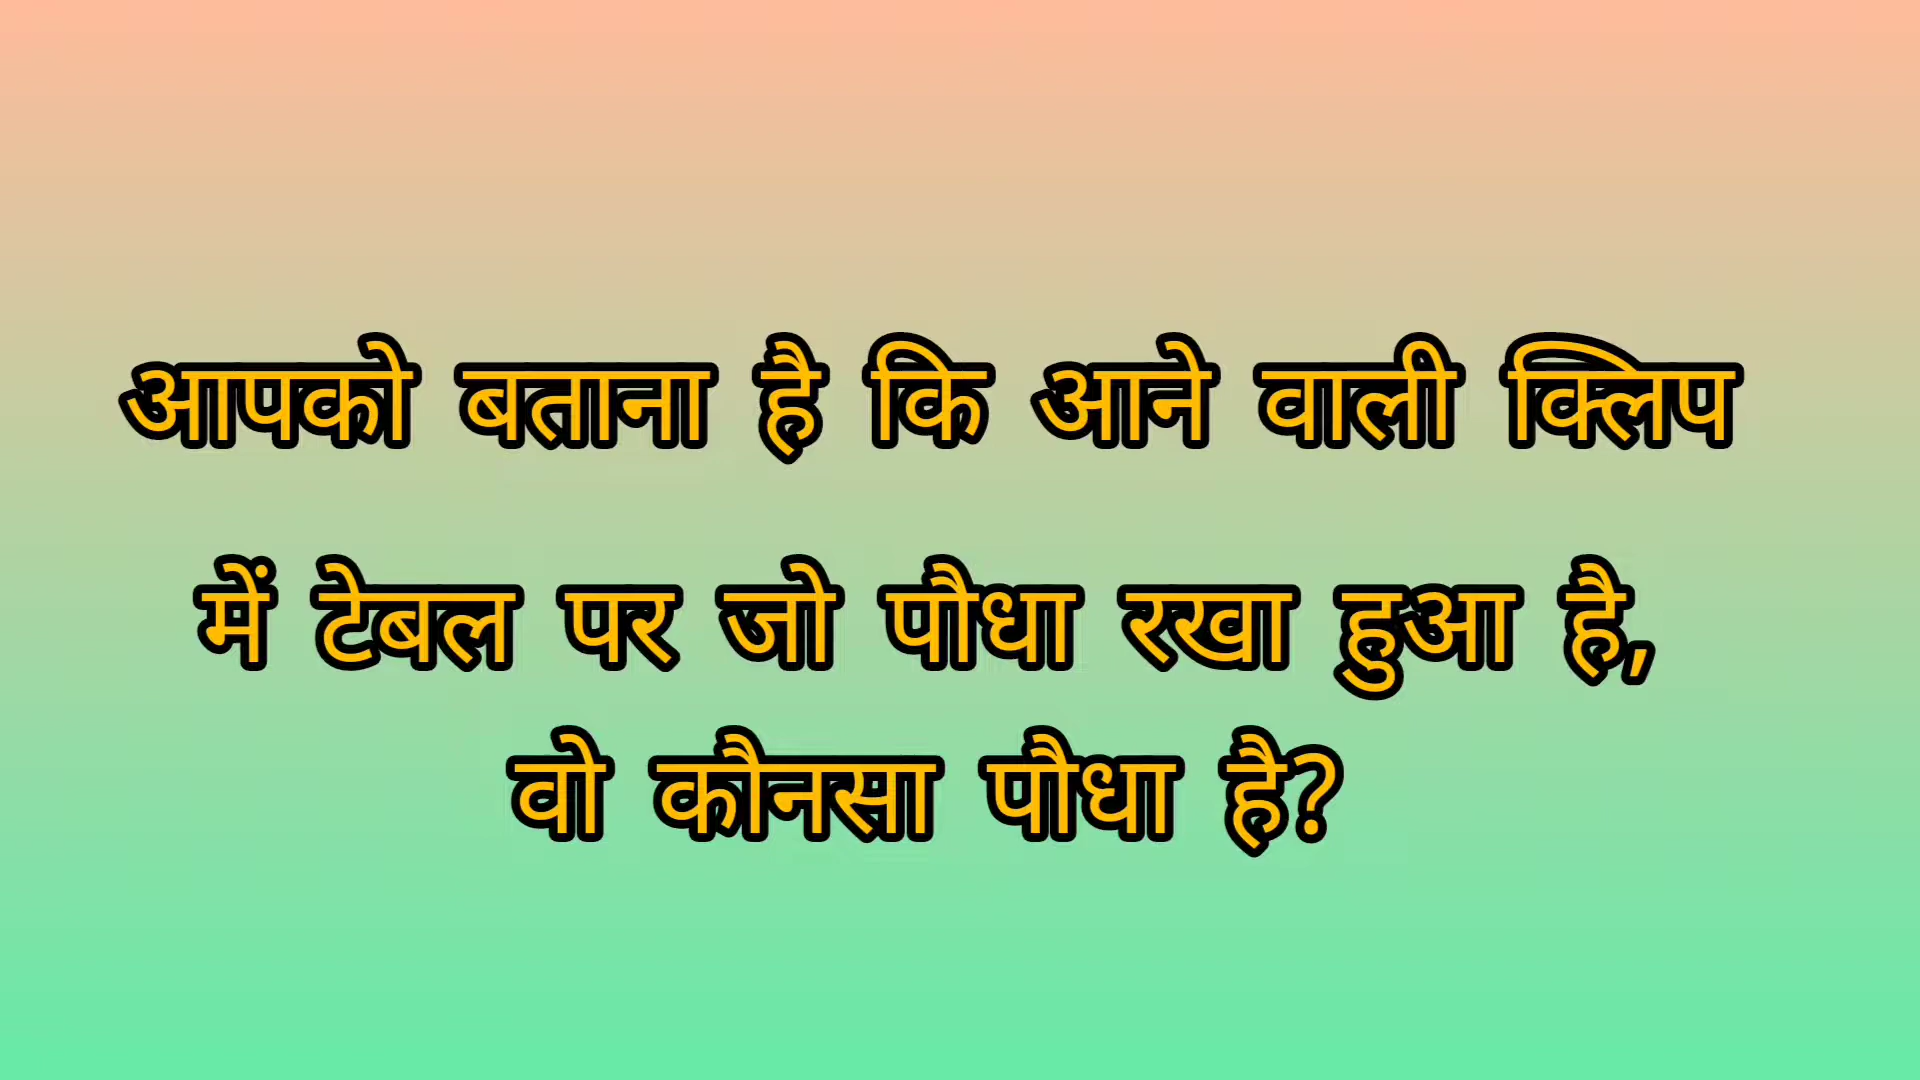 आपको बताना है कि आने वाली क्लिप
में टेबल पर जो पौधा रखा हुआ है,
वो कौनसा पौधा है?